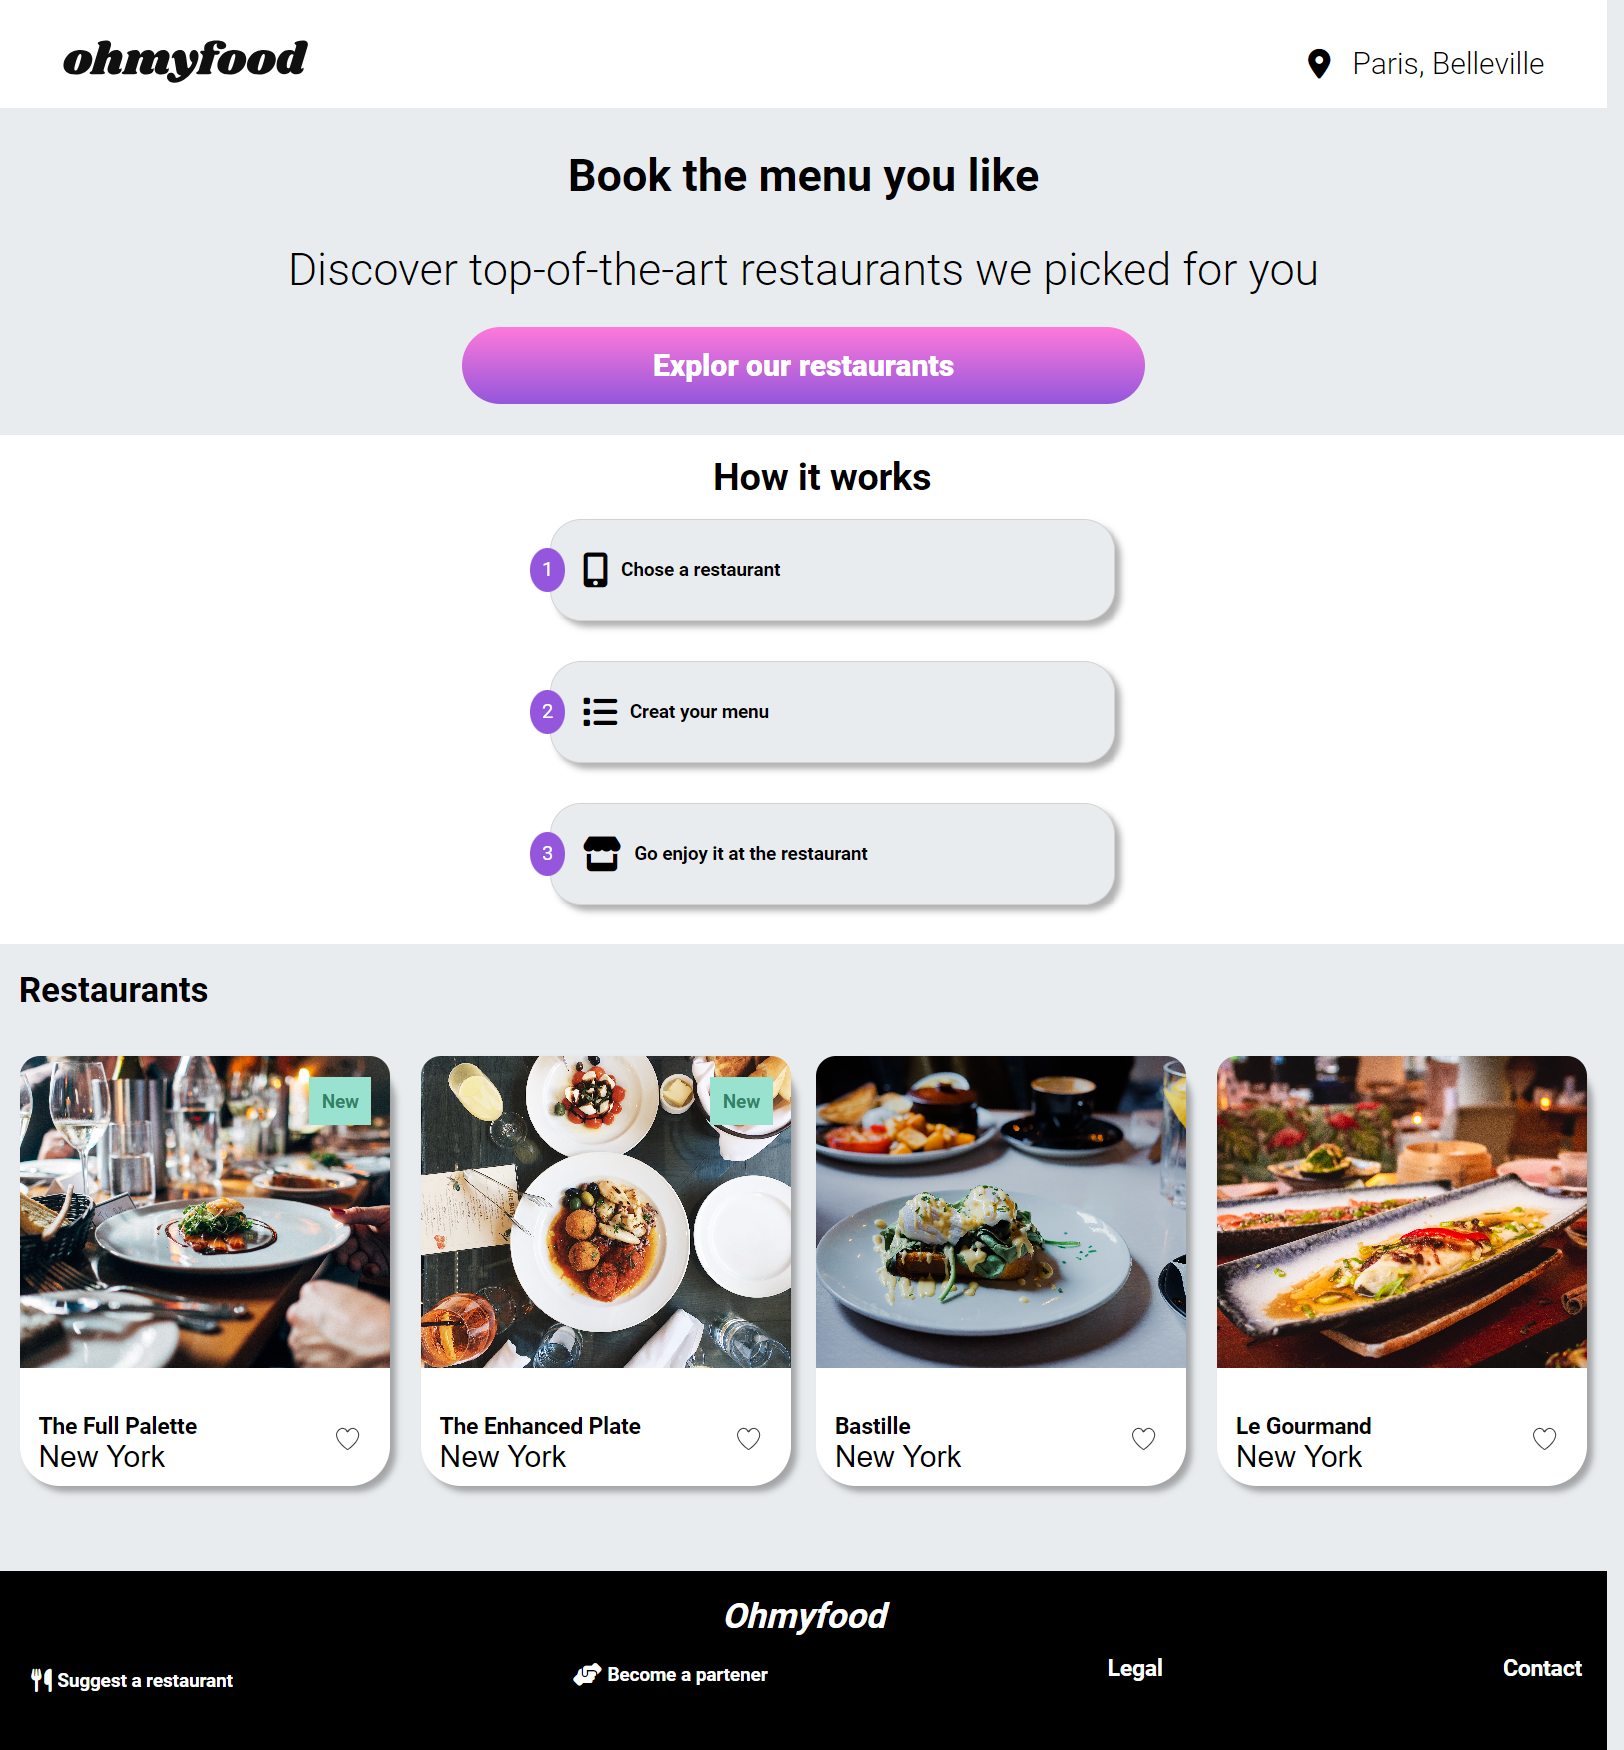 ohmyfood
Paris, Belleville
Book the menu you like
Discover top-of-the-art restaurants we picked for you
Explor our restaurants
How it works
1 Chose a restaurant
2 Creat your menu
3 Go enjoy it at the restaurant
Restaurants
New
New
The Full Palette
New York
The Enhanced Plate
New York
Bastille
New York
Le Gourmand
New York
Ohmyfood
Suggest a restaurant
Become a partener
Legal
Contact